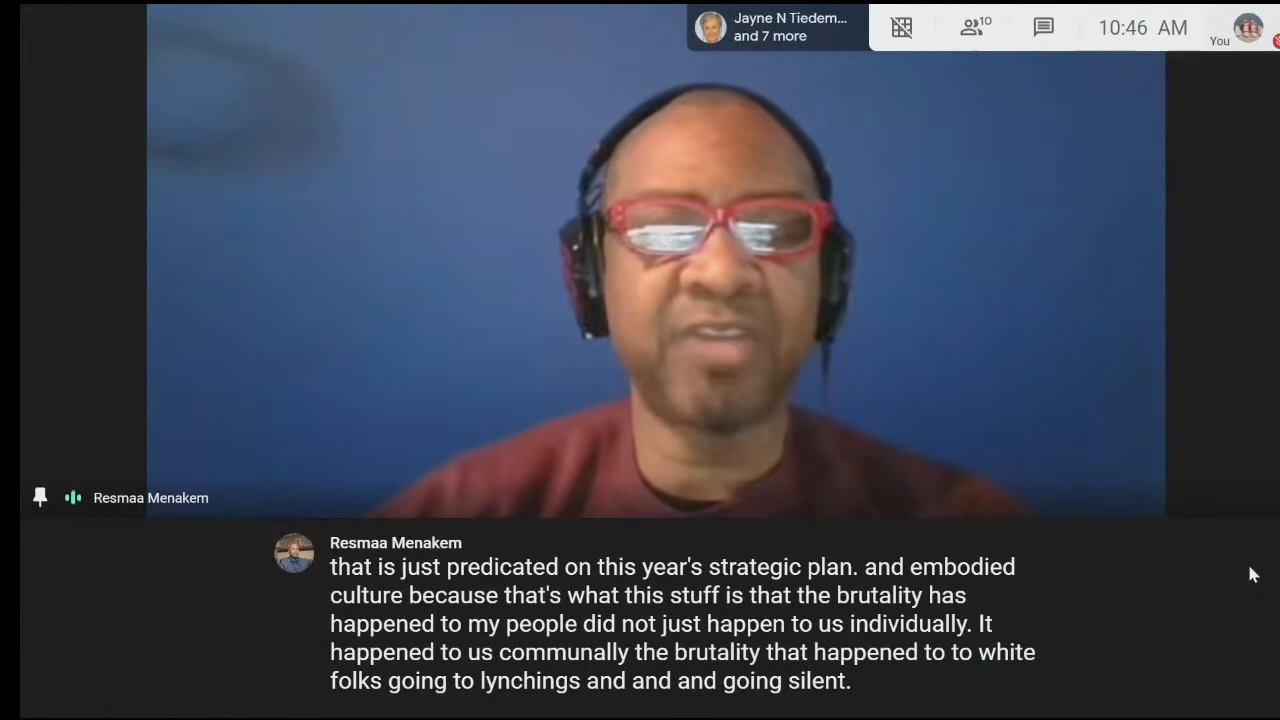 Jayne N Tiedem...
and 7 more
10
10:46 AM
You
Resmaa Menakem
Resmaa Menakem
that is just predicated on this year's strategic plan. and embodied
culture because that's what this stuff is that the brutality has
happened to my people did not just happen to us individually. It
happened to us communally the brutality that happened to to white
folks going to lynchings and and and going silent.